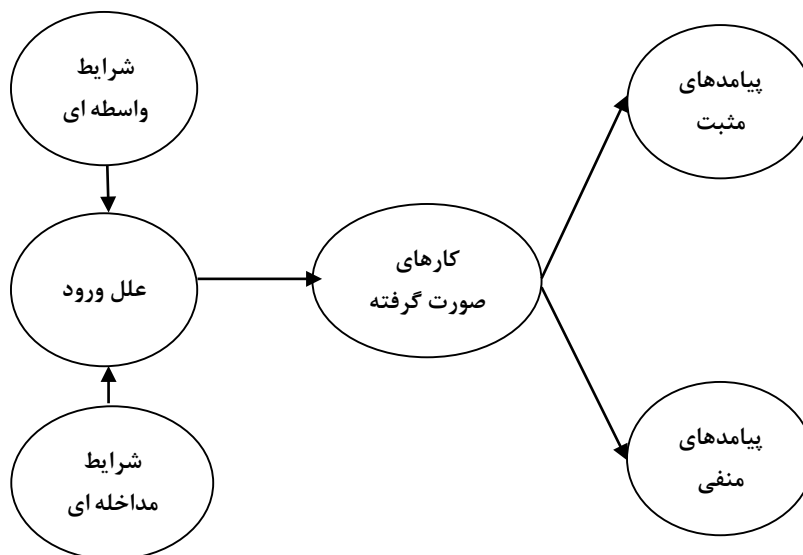 شرایط
واسطه ای
پیامدهای
مثبت
علل ورود
کارهای
صورت گرفته
شرایط
مداخله ای
پیامدهای
منفی